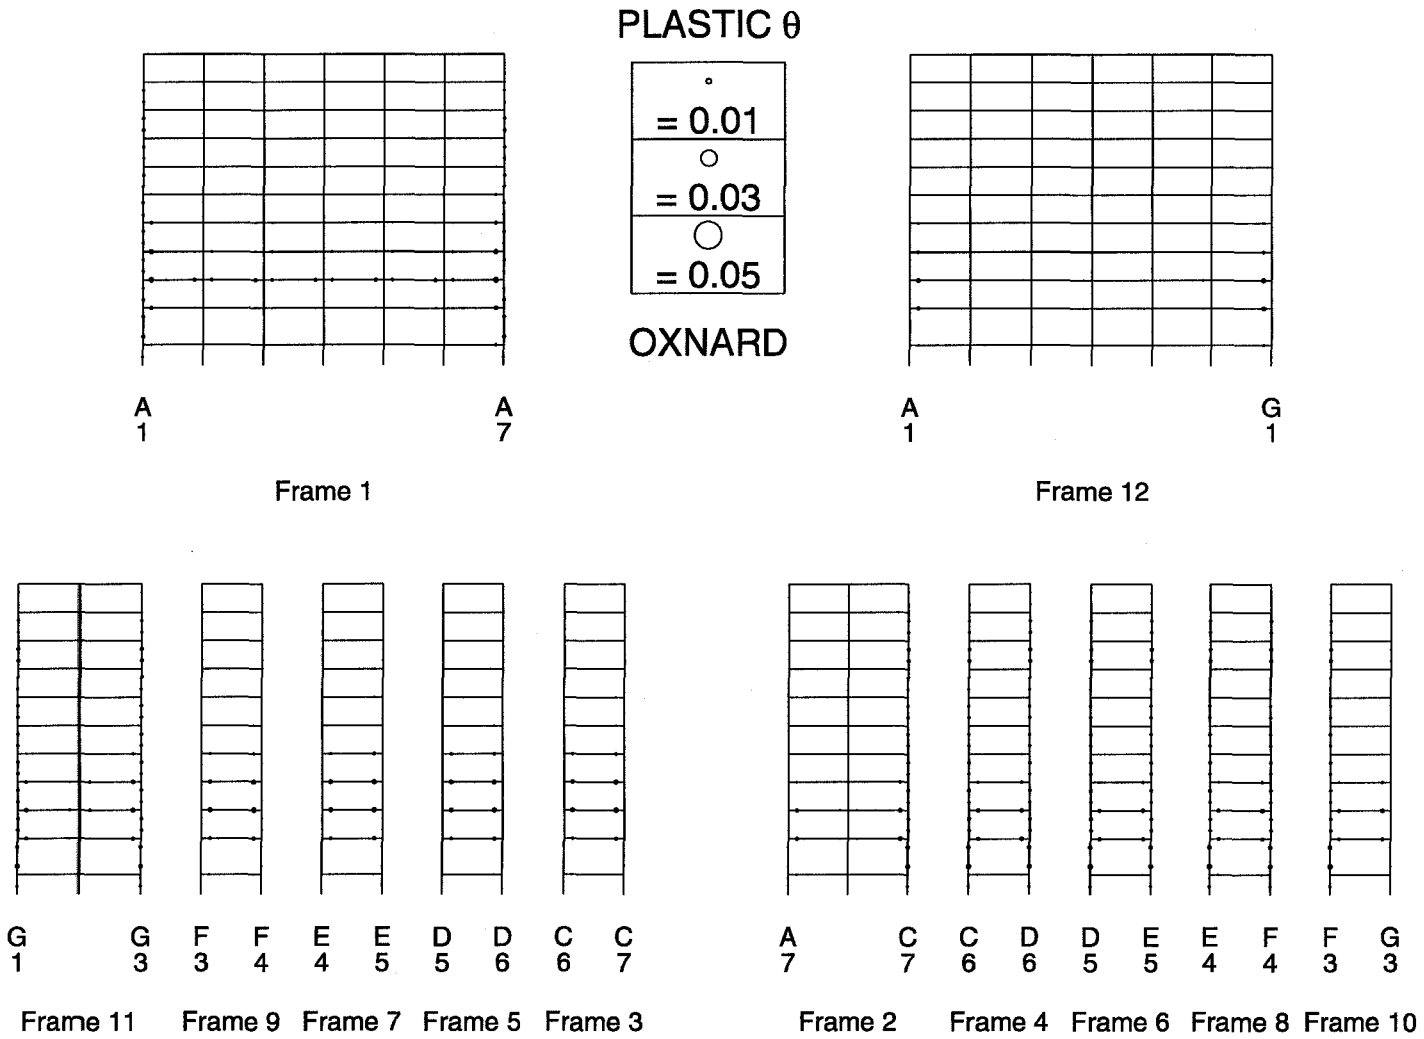 PLASTIC θ
= 0.01
= 0.03
= 0.05
OXNARD
A A
1 7
Frame 1
A G
1 1
Frame 12
G G F F E E D D C C
1 3 3 4 4 5 5 6 6 7
Frame 11 Frame 9 Frame 7 Frame 5 Frame 3
A C C D D E E F F G
7 7 6 6 5 5 4 4 3 3
Frame 2 Frame 4 Frame 6 Frame 8 Frame 10